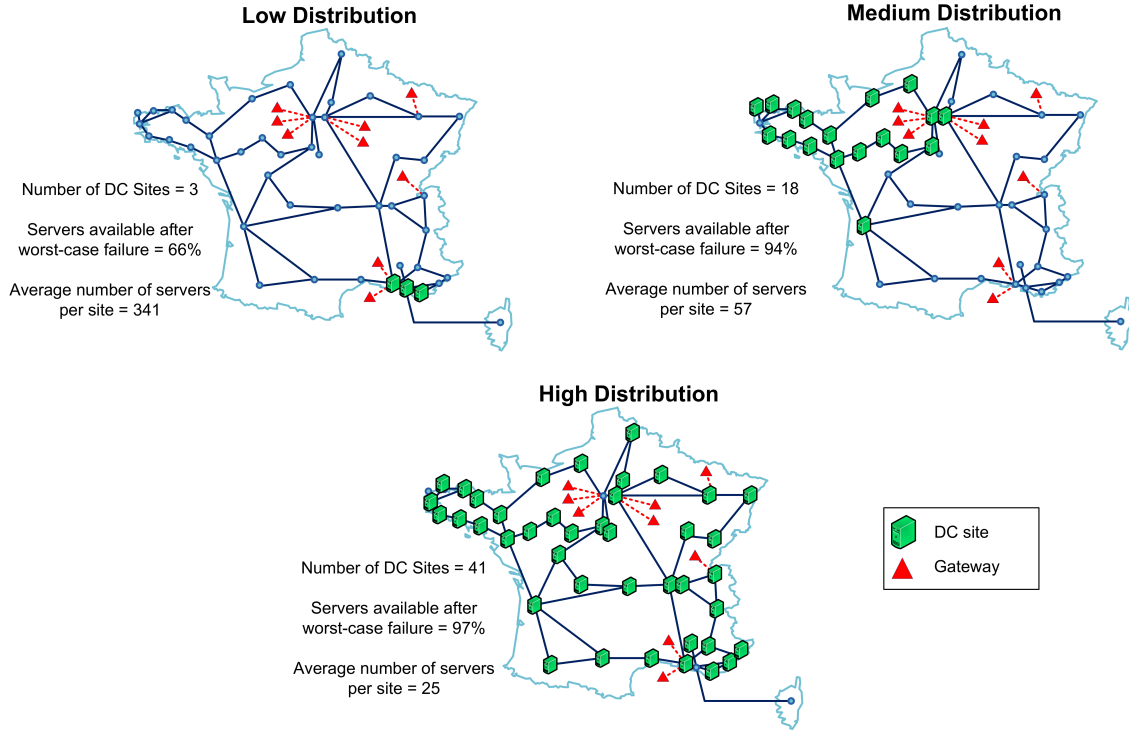 Low Distribution
Number of DC Sites = 3
Servers available after
worst-case failure = 66%
Average number of servers
per site = 341
Medium Distribution
Number of DC Sites = 18
Servers available after
worst-case failure = 94%
Average number of servers
per site = 57
High Distribution
Number of DC Sites = 41
Servers available after
worst-case failure = 97%
Average number of servers
per site = 25
DC site
Gateway